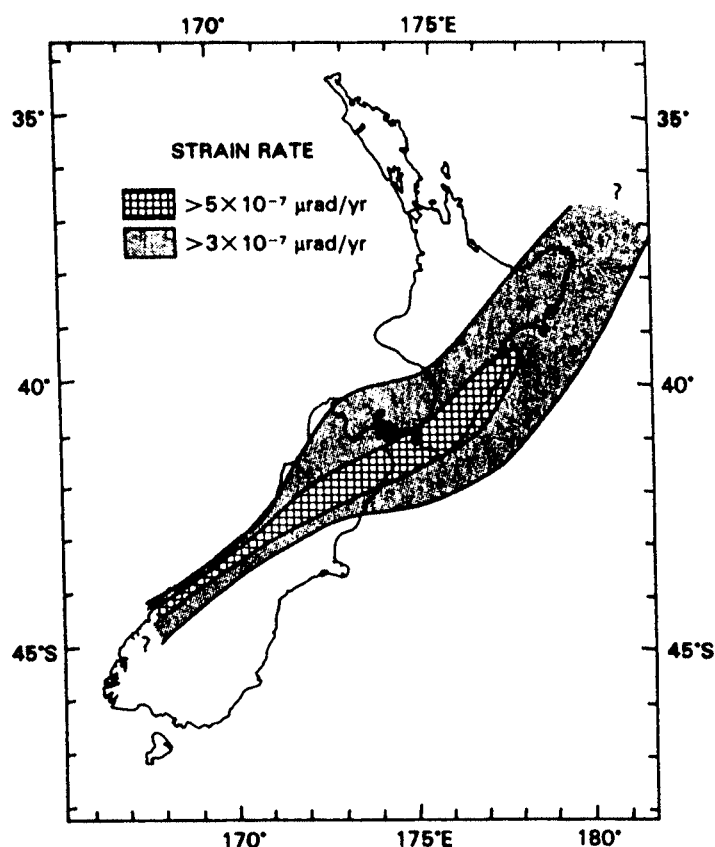 170° 175°E
35° 35°
STRAIN RATE
>5×10⁻⁷ μrad/yr
>3×10⁻⁷ μrad/yr
?
40° 40°
45°S 45°S
170° 175°E 180°